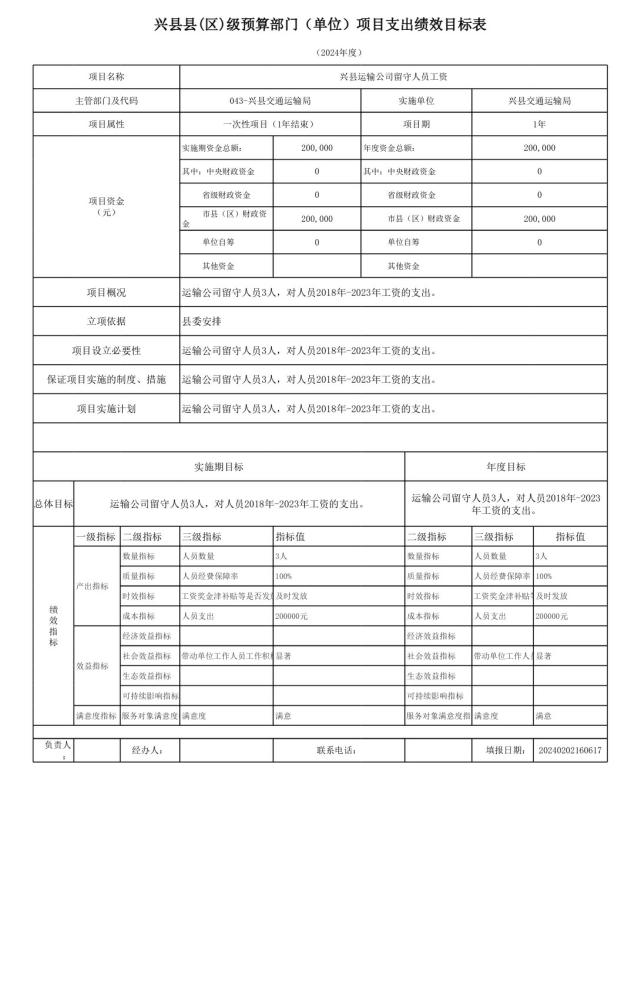 兴县县(区)级预算部门（单位）项目支出绩效目标表
（2024年度）
项目名称 兴县运输公司留守人员工资
主管部门及代码 043-兴县交通运输局 实施单位 兴县交通运输局
项目属性 一次性项目（1年结束） 项目期 1年
项目资金
（元）
实施期资金总额: 200,000 年度资金总额: 200,000
其中: 中央财政资金 0 其中: 中央财政资金 0
省级财政资金 0 省级财政资金 0
市县（区）财政资金 200,000 市县（区）财政资金 200,000
单位自筹 0 单位自筹 0
其他资金 其他资金
项目概况 运输公司留守人员3人，对人员2018年-2023年工资的支出。
立项依据 县委安排
项目设立必要性 运输公司留守人员3人，对人员2018年-2023年工资的支出。
保证项目实施的制度、措施 运输公司留守人员3人，对人员2018年-2023年工资的支出。
项目实施计划 运输公司留守人员3人，对人员2018年-2023年工资的支出。
实施期目标 年度目标
总体目标 运输公司留守人员3人，对人员2018年-2023年工资的支出。 运输公司留守人员3人，对人员2018年-2023
年工资的支出。
绩效指标
一级指标 二级指标 三级指标 指标值 二级指标 三级指标 指标值
产出指标
数量指标 人员数量 3人 数量指标 人员数量 3人
质量指标 人员经费保障率 100% 质量指标 人员经费保障率 100%
时效指标 工资奖金津补贴等是否发 及时发放 时效指标 工资奖金津补贴 及时发放
成本指标 人员支出 200000元 成本指标 人员支出 200000元
效益指标
经济效益指标 经济效益指标
社会效益指标 带动单位工作人员工作积 显著 社会效益指标 带动单位工作人 显著
生态效益指标 生态效益指标
可持续影响指标 可持续影响指标
满意度指标 服务对象满意度 满意度 满意 服务对象满意度指 满意度 满意
负责人: 经办人: 联系电话: 填报日期: 20240202160617